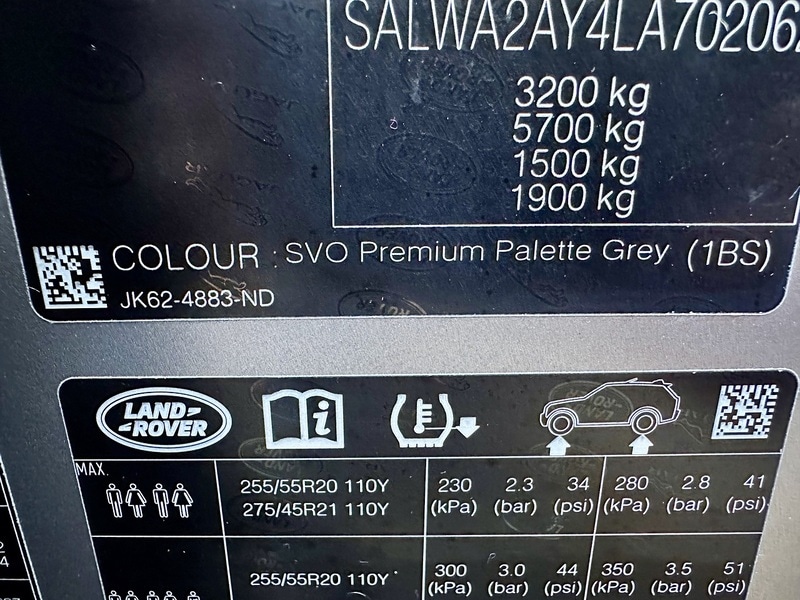 SALWA2AY4LA702062
3200 kg
5700 kg
1500 kg
1900 kg
COLOUR : SVO Premium Palette Grey (1BS)
JK62-4883-ND
LAND-
-ROVER
MAX.
255/55R20 110Y
275/45R21 110Y
230 2.3 34 280 2.8 41
(kPa) (bar) (psi) (kPa) (bar) (psi)
255/55R20 110Y
300 3.0 44 350 3.5 51
(kPa) (bar) (psi) (kPa) (bar) (psi)